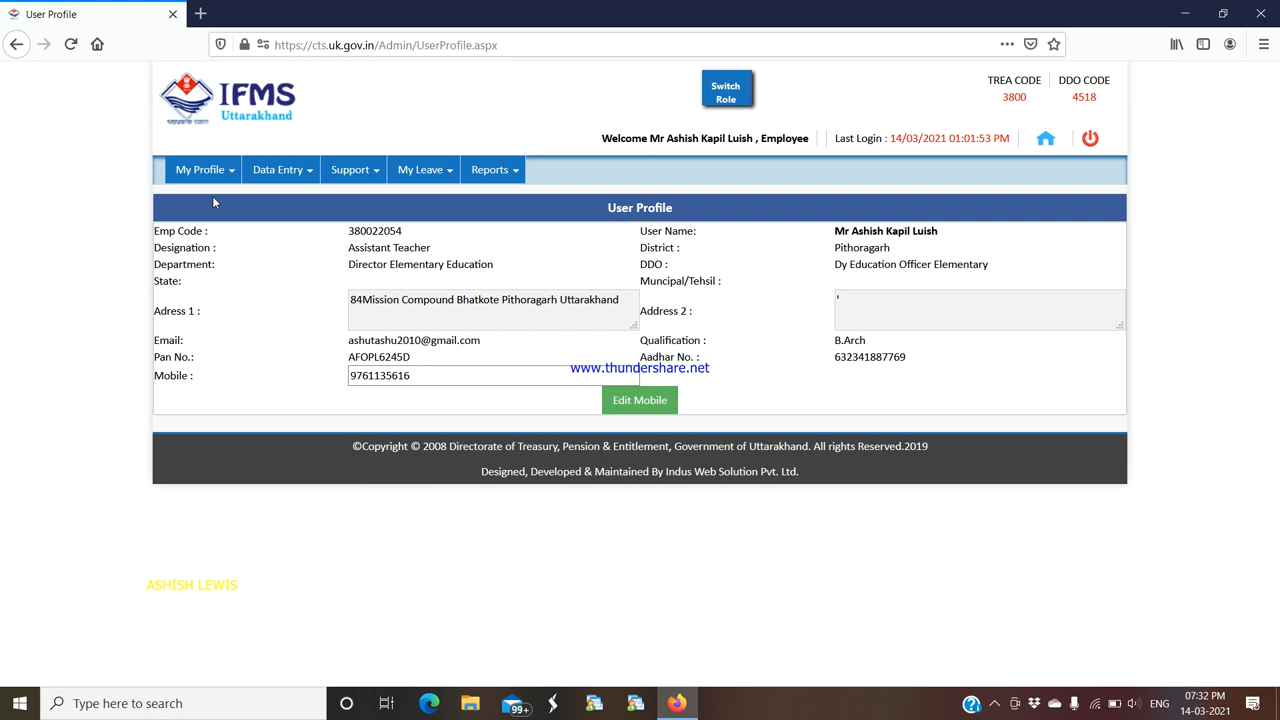 User Profile
https://cts.uk.gov.in/Admin/UserProfile.aspx
IFMS
Uttarakhand
Switch
Role
TREA CODE DDO CODE
3800 4518
Welcome Mr Ashish Kapil Luish , Employee Last Login : 14/03/2021 01:01:53 PM
My Profile Data Entry Support My Leave Reports
User Profile
Emp Code : 380022054 User Name: Mr Ashish Kapil Luish
Designation : Assistant Teacher District : Pithoragarh
Department: Director Elementary Education DDO : Dy Education Officer Elementary
State: Muncipal/Tehsil :
Adress 1 : 84Mission Compound Bhatkote Pithoragarh Uttarakhand Address 2 : '
Email: ashutashu2010@gmail.com Qualification : B.Arch
Pan No.: AFOPL6245D Aadhar No. : 632341887769
www.thundershare.net
Mobile : 9761135616
Edit Mobile
©Copyright © 2008 Directorate of Treasury, Pension & Entitlement, Government of Uttarakhand. All rights Reserved.2019
Designed, Developed & Maintained By Indus Web Solution Pvt. Ltd.
ASHISH LEWIS
Type here to search 99+ ENG 07:32 PM
14-03-2021